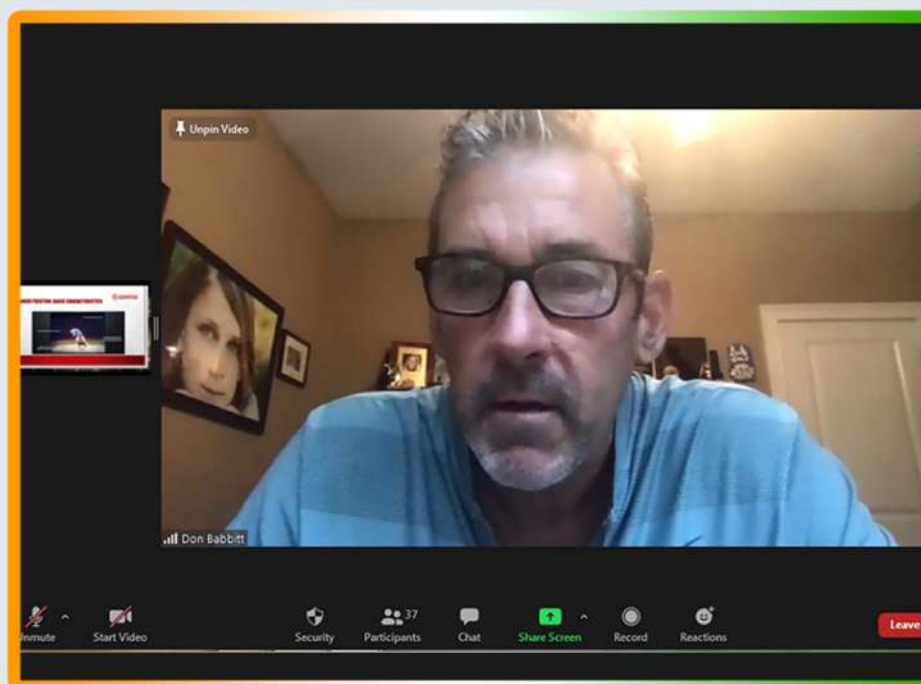 Unpin Video
Don Babbitt
Unmute
Start Video
Security
Participants
37
Chat
Share Screen
Record
Reactions
Leave